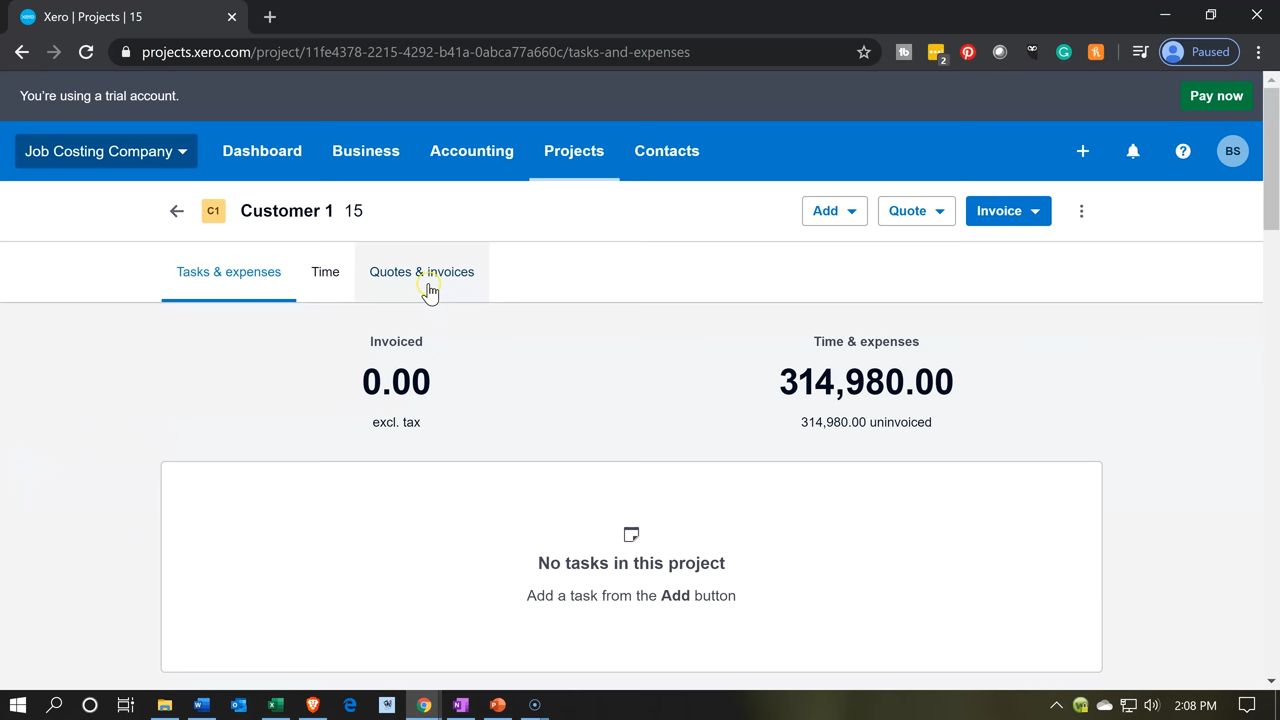 Xero | Projects | 15
projects.xero.com/project/11fe4378-2215-4292-b41a-0abca77a660c/tasks-and-expenses
2
Paused
You're using a trial account.
Pay now
Job Costing Company
Dashboard
Business
Accounting
Projects
Contacts
BS
C1
Customer 1 15
Add
Quote
Invoice
Tasks & expenses
Time
Quotes & invoices
Invoiced
0.00
excl. tax
Time & expenses
314,980.00
314,980.00 uninvoiced
No tasks in this project
Add a task from the Add button
2:08 PM